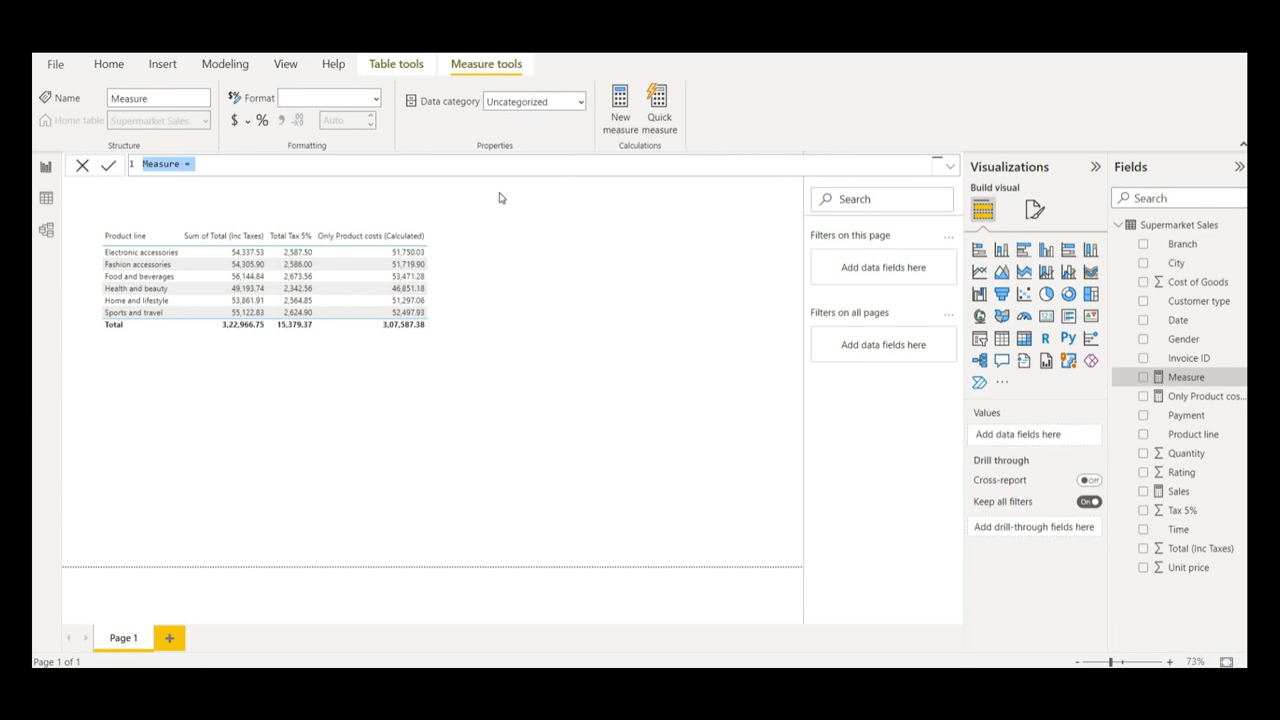 File Home Insert Modeling View Help Table tools Measure tools
Name Measure
Home table Supermarket Sales
Structure
$% Format
$ % Auto
Formatting
Data category Uncategorized
Properties
New measure
Quick measure
Calculations
1 Measure =
Product line Sum of Total (Inc Taxes) Total Tax 5% Only Product costs (Calculated)
Electronic accessories 54,337.53 2,587.50 51,750.03
Fashion accessories 54,305.90 2,586.00 51,719.90
Food and beverages 56,144.84 2,673.56 53,471.28
Health and beauty 49,193.74 2,342.56 46,851.18
Home and lifestyle 53,861.91 2,564.85 51,297.06
Sports and travel 55,122.83 2,624.90 52,497.93
Total 3,22,966.75 15,379.37 3,07,587.38
Search
Filters on this page ...
Add data fields here
Filters on all pages ...
Add data fields here
Visualizations
Build visual
R Py
...
Values
Add data fields here
Drill through
Cross-report Off
Keep all filters On
Add drill-through fields here
Fields
Search
Supermarket Sales
Branch
City
Cost of Goods
Customer type
Date
Gender
Invoice ID
Measure
Only Product cos...
Payment
Product line
Quantity
Rating
Sales
Tax 5%
Time
Total (Inc Taxes)
Unit price
Page 1 +
Page 1 of 1
- + 73%